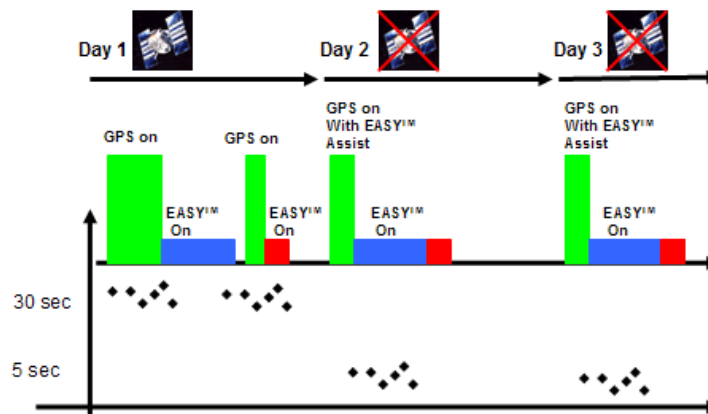 Day 1
Day 2
Day 3
GPS on
GPS on
GPS on
With EASY™
Assist
GPS on
With EASY™
Assist
EASY™
On
EASY™
On
EASY™
On
EASY™
On
30 sec
5 sec